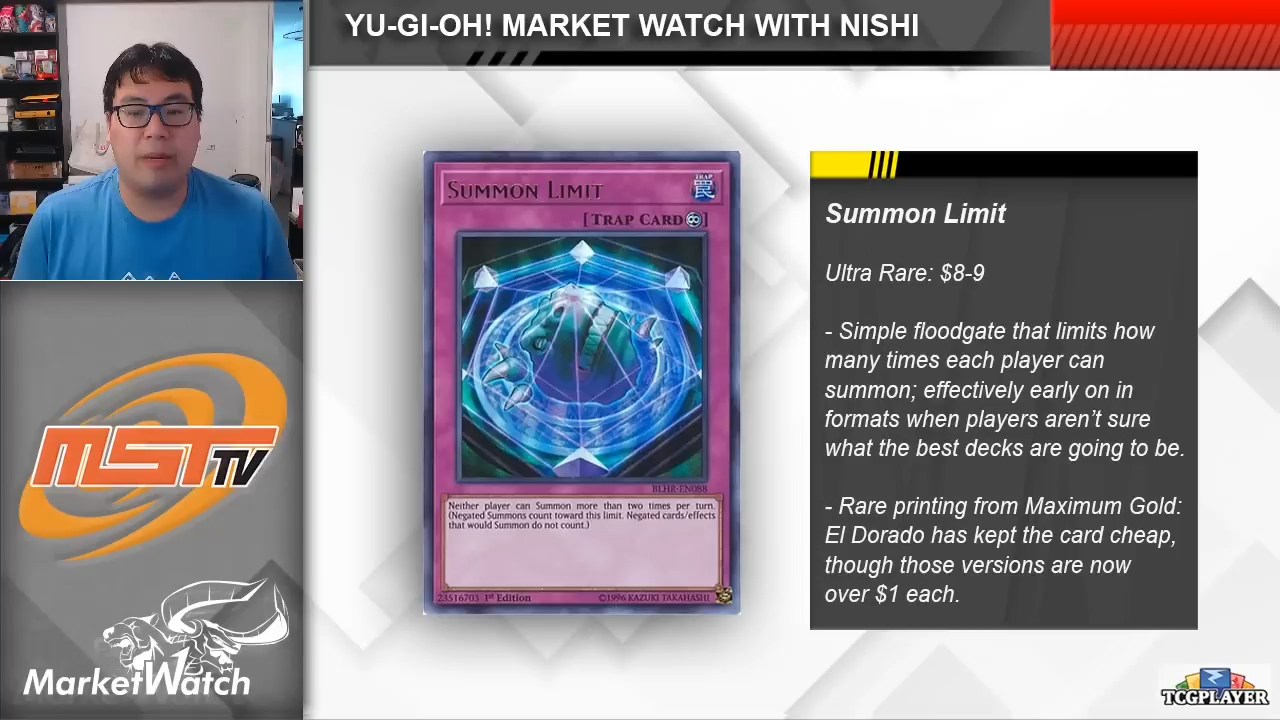 YU-GI-OH! MARKET WATCH WITH NISHI
SUMMON LIMIT
TRAP
罠
[TRAP CARD]
BLHR-EN088
Neither player can Summon more than two times per turn.
(Negated Summons count toward this limit. Negated cards/effects
that would Summon do not count.)
23516703 1st Edition
©1996 KAZUKI TAKAHASHI
Summon Limit
Ultra Rare: $8-9
- Simple floodgate that limits how
many times each player can
summon; effectively early on in
formats when players aren't sure
what the best decks are going to be.
- Rare printing from Maximum Gold:
El Dorado has kept the card cheap,
though those versions are now
over $1 each.
MSTTV
MarketWatch
TCGPLAYER